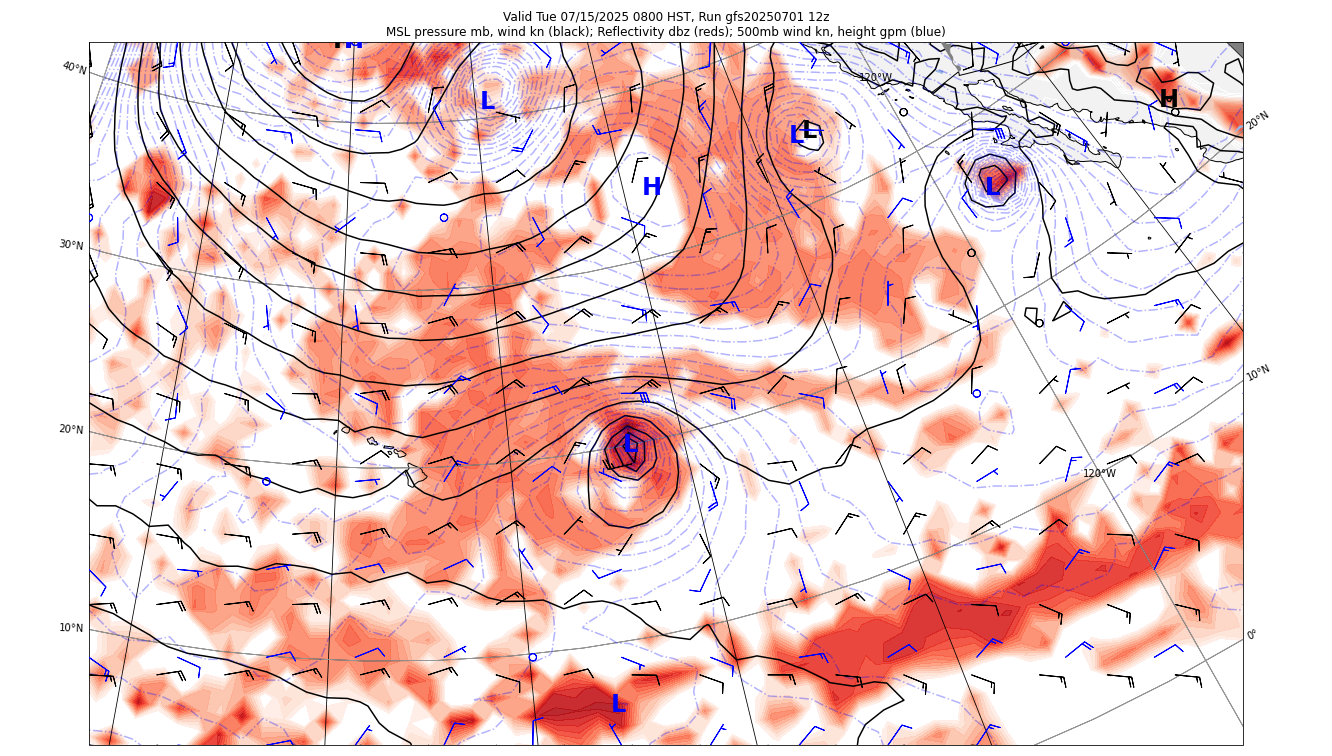 Valid Tue 07/15/2025 0800 HST, Run gfs20250701 12z
MSL pressure mb, wind kn (black); Reflectivity dbz (reds); 500mb wind kn, height gpm (blue)
H
40°N
120°W
L
H
20°N
L L
H
L
30°N
10°N
20°N
L
120°W
10°N
0°
L